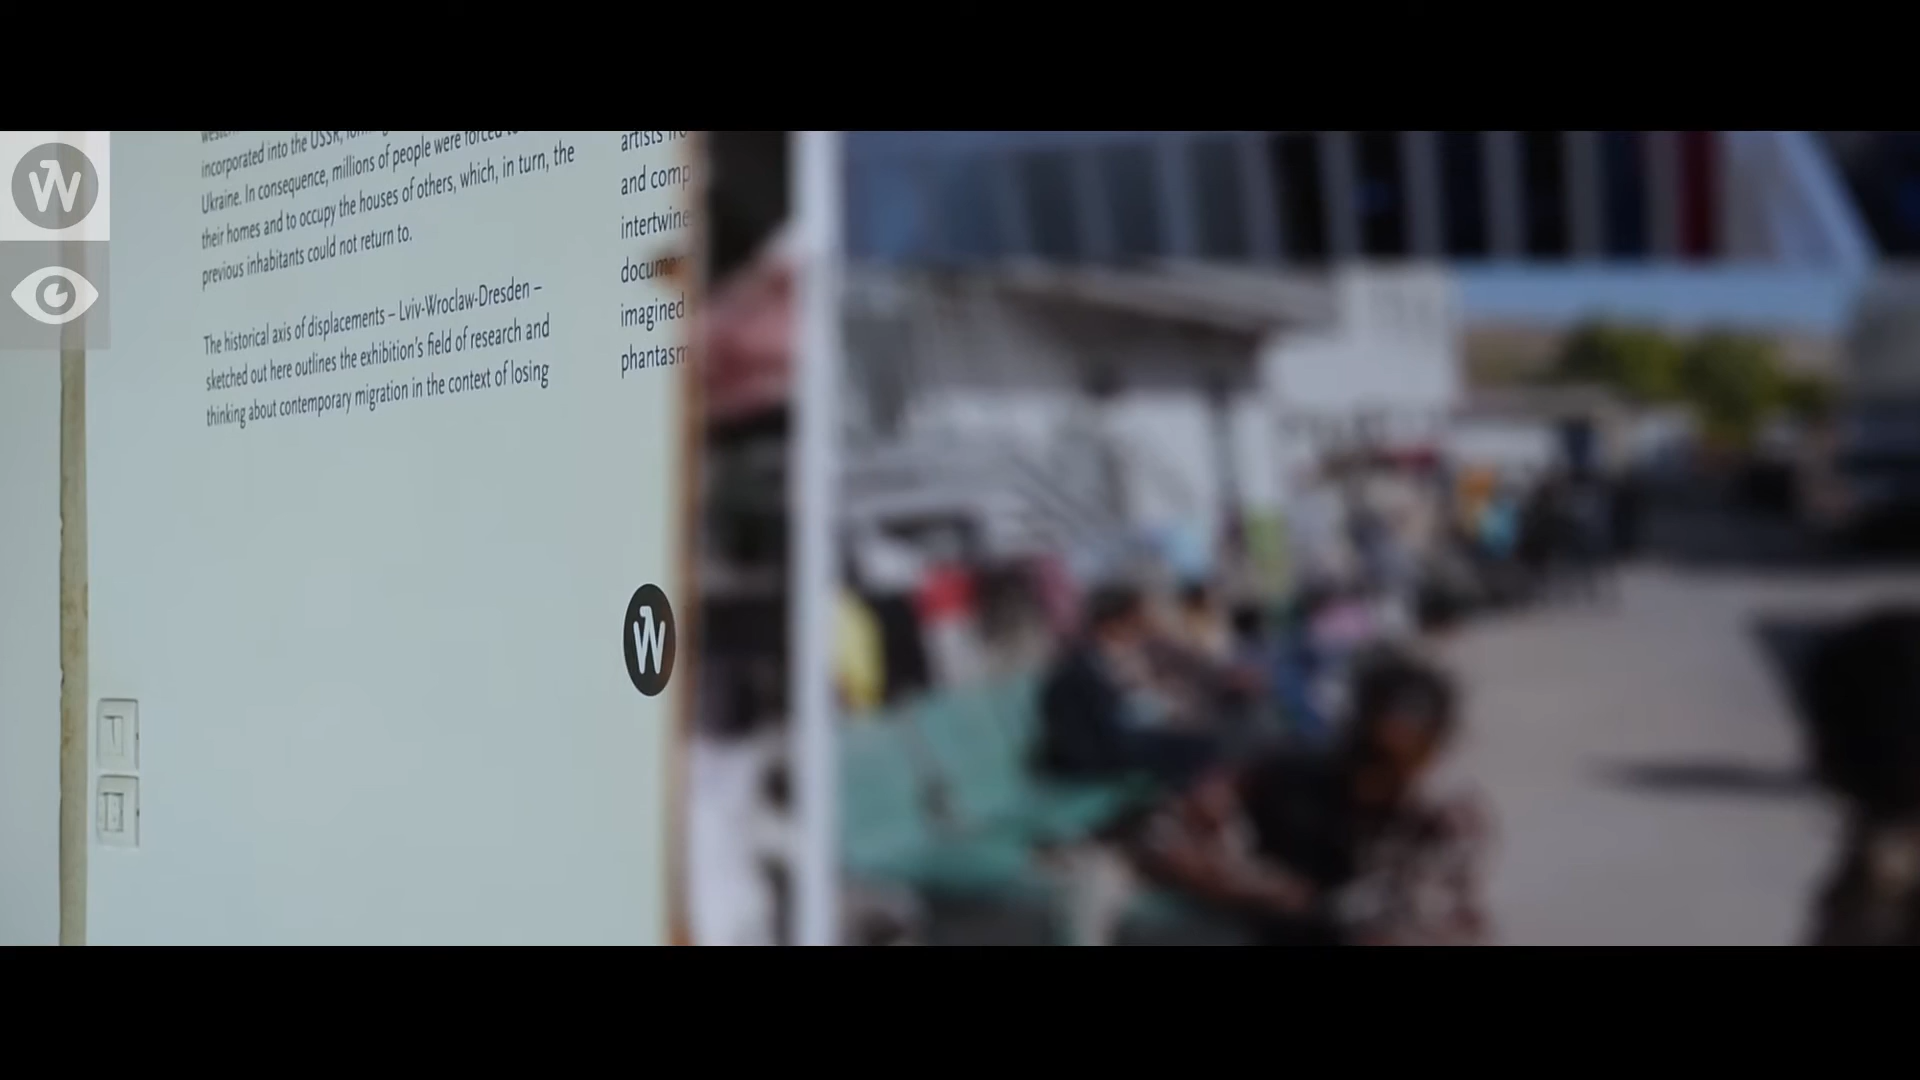 incorporated into the USSR,
Ukraine. In consequence, millions of people were forced
their homes and to occupy the houses of others, which, in turn, the
previous inhabitants could not return to.
The historical axis of displacements – Lviv-Wroclaw-Dresden –
sketched out here outlines the exhibition's field of research and
thinking about contemporary migration in the context of losing
artists
and comp
intertwine
docum
imagined
phantasm
W
W